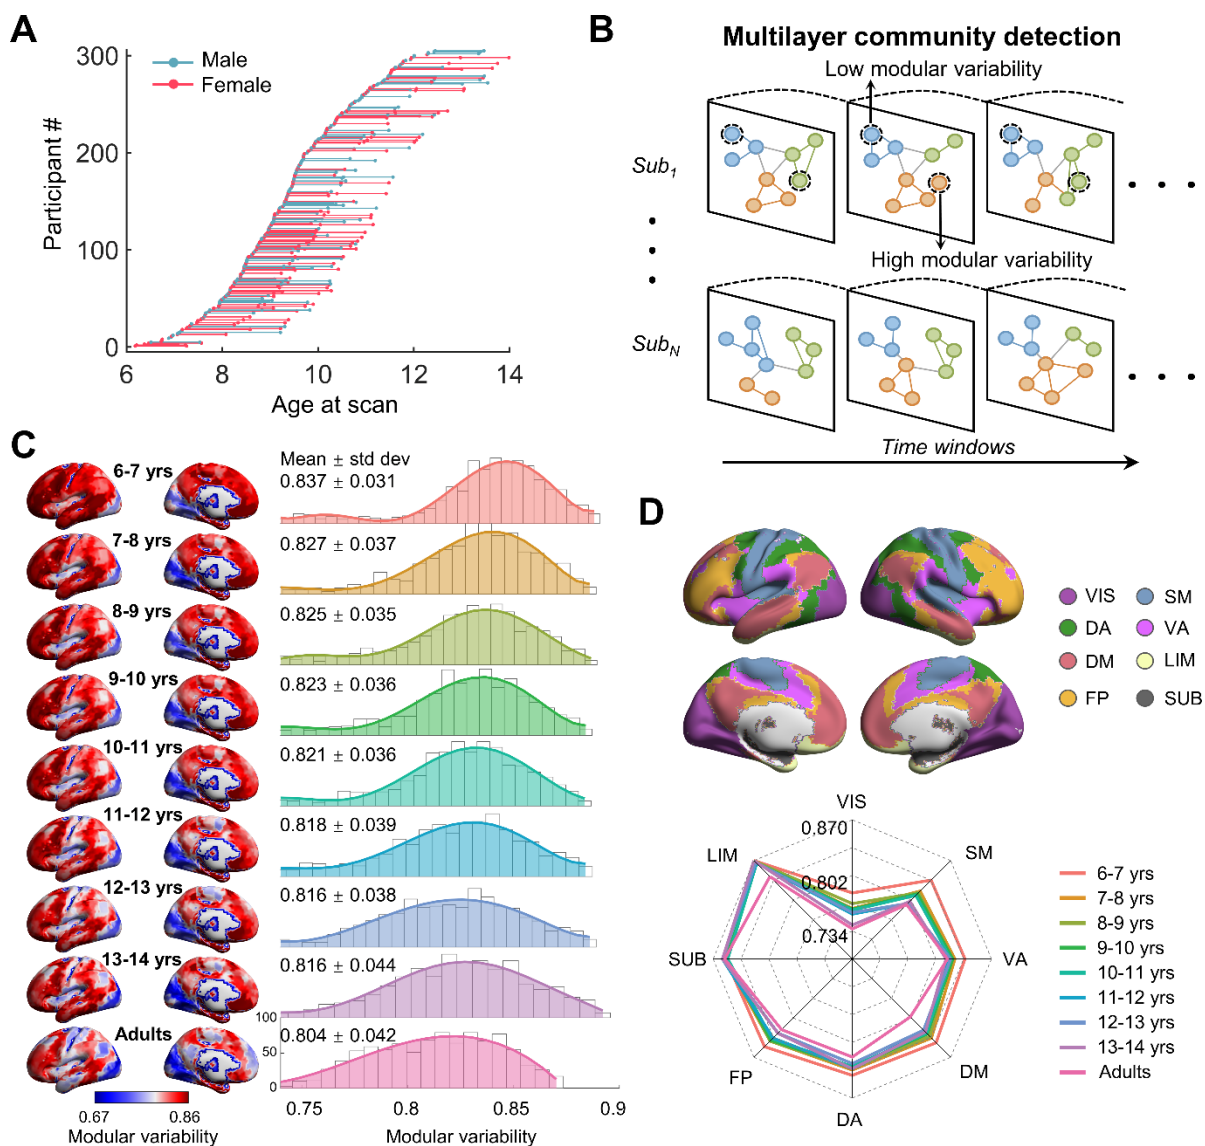 A
Male
Female
Participant #
300
200
100
0
6
8
10
12
14
Age at scan
B
Multilayer community detection
Low modular variability
Sub1
High modular variability
SubN
Time windows
C
6-7 yrs
7-8 yrs
8-9 yrs
9-10 yrs
10-11 yrs
11-12 yrs
12-13 yrs
13-14 yrs
Adults
0.67
0.86
Modular variability
Mean ± std dev
0.837 ± 0.031
0.827 ± 0.037
0.825 ± 0.035
0.823 ± 0.036
0.821 ± 0.036
0.818 ± 0.039
0.816 ± 0.038
0.816 ± 0.044
0.804 ± 0.042
100
50
0
0.75
0.8
0.85
0.9
Modular variability
D
VIS
SM
DA
VA
DM
LIM
FP
SUB
VIS
0.870
0.802
0.734
SM
VA
DM
DA
FP
SUB
LIM
6-7 yrs
7-8 yrs
8-9 yrs
9-10 yrs
10-11 yrs
11-12 yrs
12-13 yrs
13-14 yrs
Adults